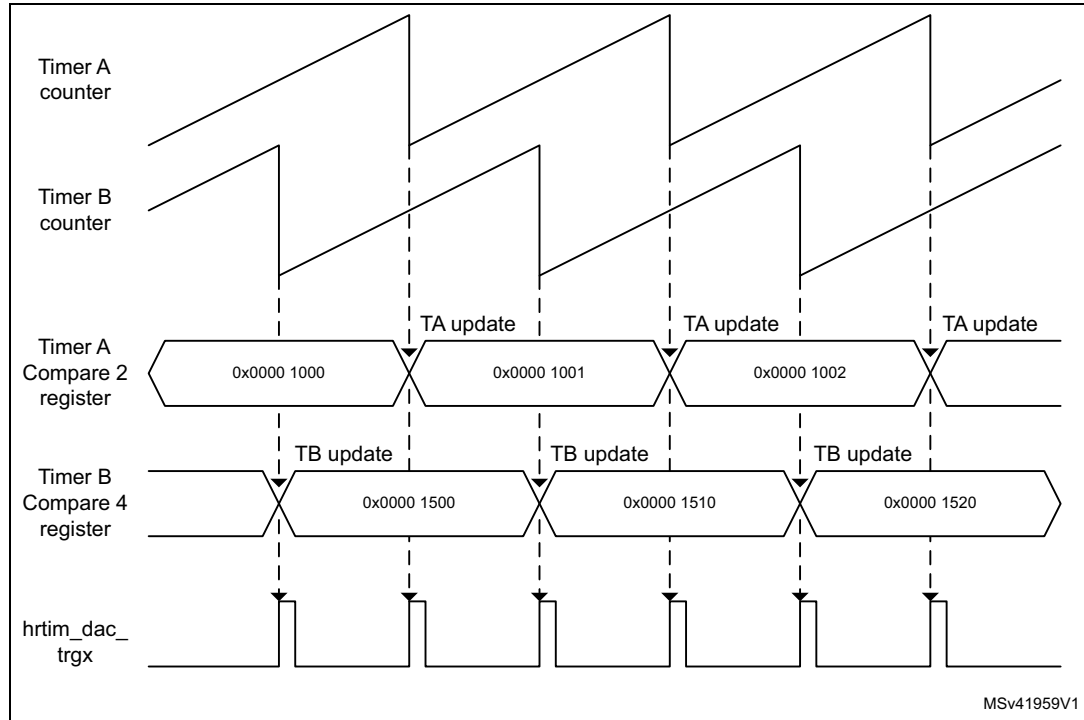 Timer A
counter
Timer B
counter
TA update TA update TA update
Timer A
Compare 2
register
0x0000 1000 0x0000 1001 0x0000 1002
TB update TB update TB update
Timer B
Compare 4
register
0x0000 1500 0x0000 1510 0x0000 1520
hrtim_dac_
trgx
MSv41959V1